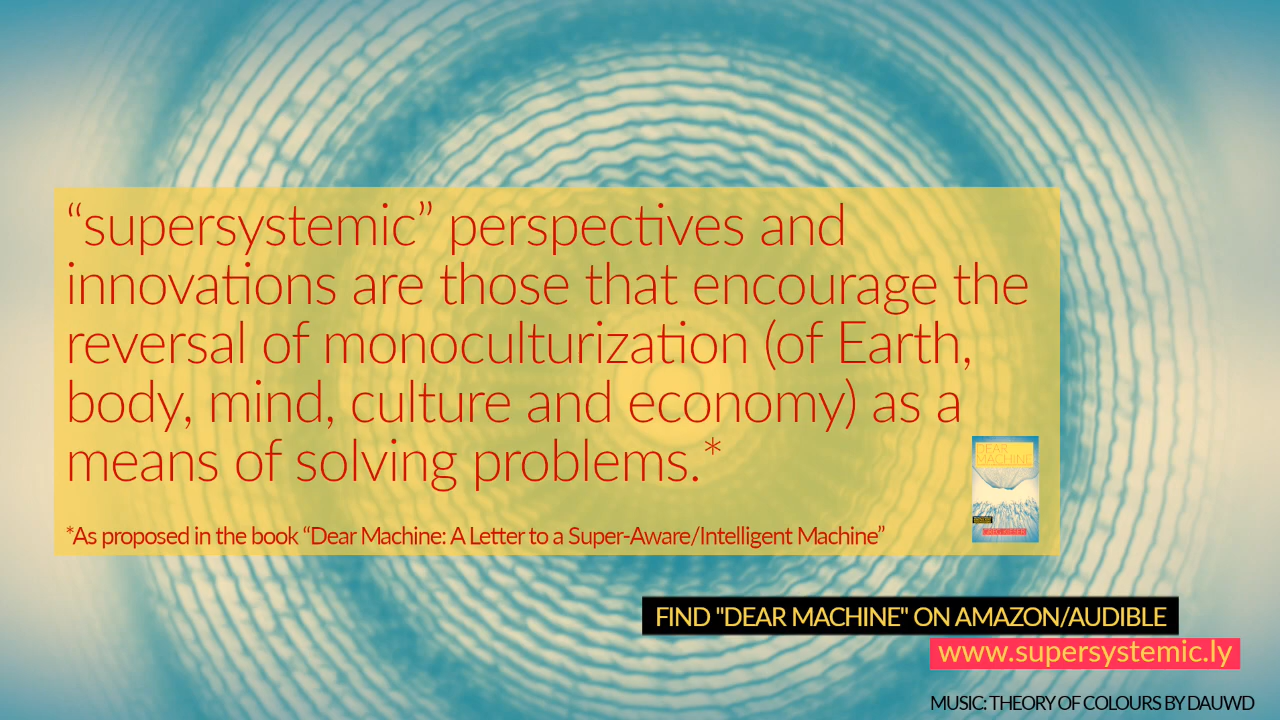 “supersystemic” perspectives and
innovations are those that encourage the
reversal of monoculturization (of Earth,
body, mind, culture and economy) as a
means of solving problems.*
*As proposed in the book “Dear Machine: A Letter to a Super-Aware/Intelligent Machine”
DEAR
MACHINE
FIND "DEAR MACHINE" ON AMAZON/AUDIBLE
www.supersystemic.ly
MUSIC: THEORY OF COLOURS BY DAUWD